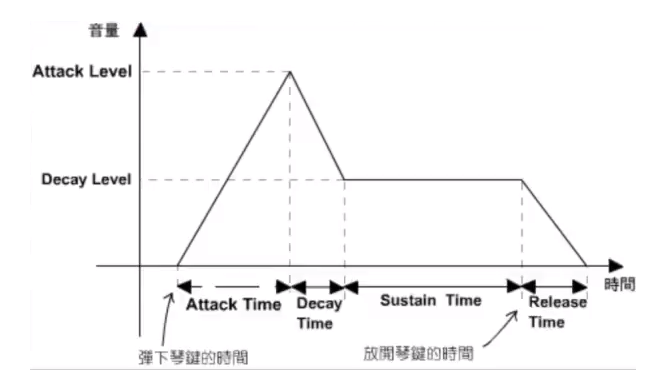 音量
Attack Level
Decay Level
時間
Attack Time
Decay
Time
Sustain Time
Release
Time
彈下琴鍵的時間
放開琴鍵的時間